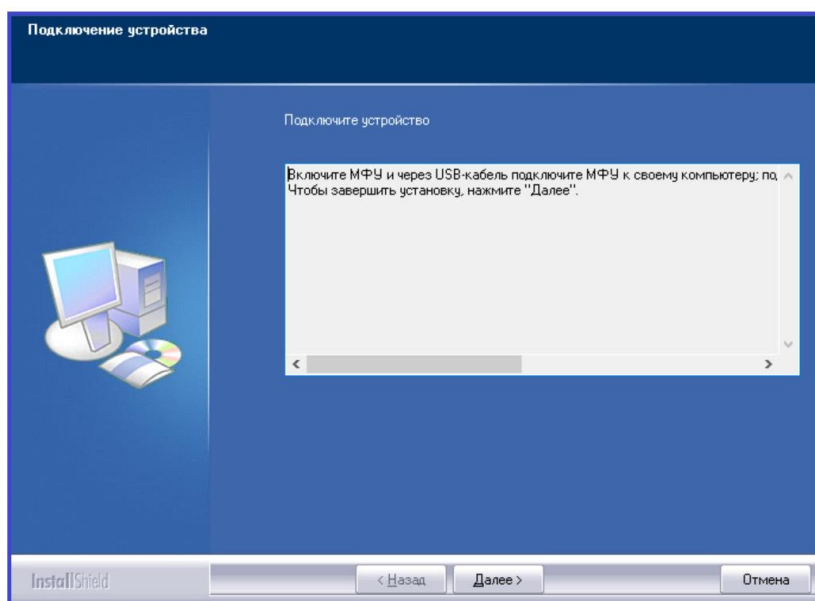 Подключение устройства
Подключите устройство
Включите МФУ и через USB-кабель подключите МФУ к своему компьютеру; по
Чтобы завершить установку, нажмите "Далее".
InstallShield
< Назад
Далее >
Отмена